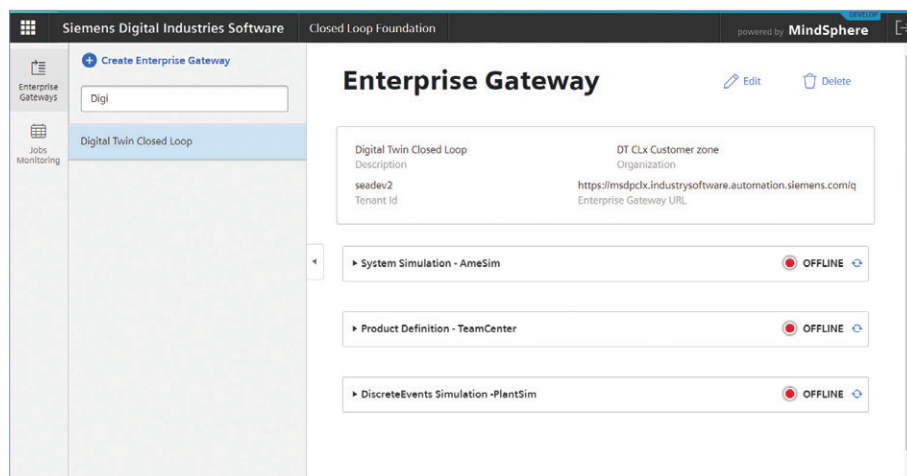 Siemens Digital Industries Software
Closed Loop Foundation
DEVELOP
powered by MindSphere
Enterprise
Gateways
Jobs
Monitoring
Create Enterprise Gateway
Digi
Digital Twin Closed Loop
Enterprise Gateway
Edit
Delete
Digital Twin Closed Loop
Description
DT CLx Customer zone
Organization
seadev2
Tenant Id
https://msdpclx.industrysoftware.automation.siemens.com/q
Enterprise Gateway URL
System Simulation - AmeSim
OFFLINE
Product Definition - TeamCenter
OFFLINE
DiscreteEvents Simulation -PlantSim
OFFLINE